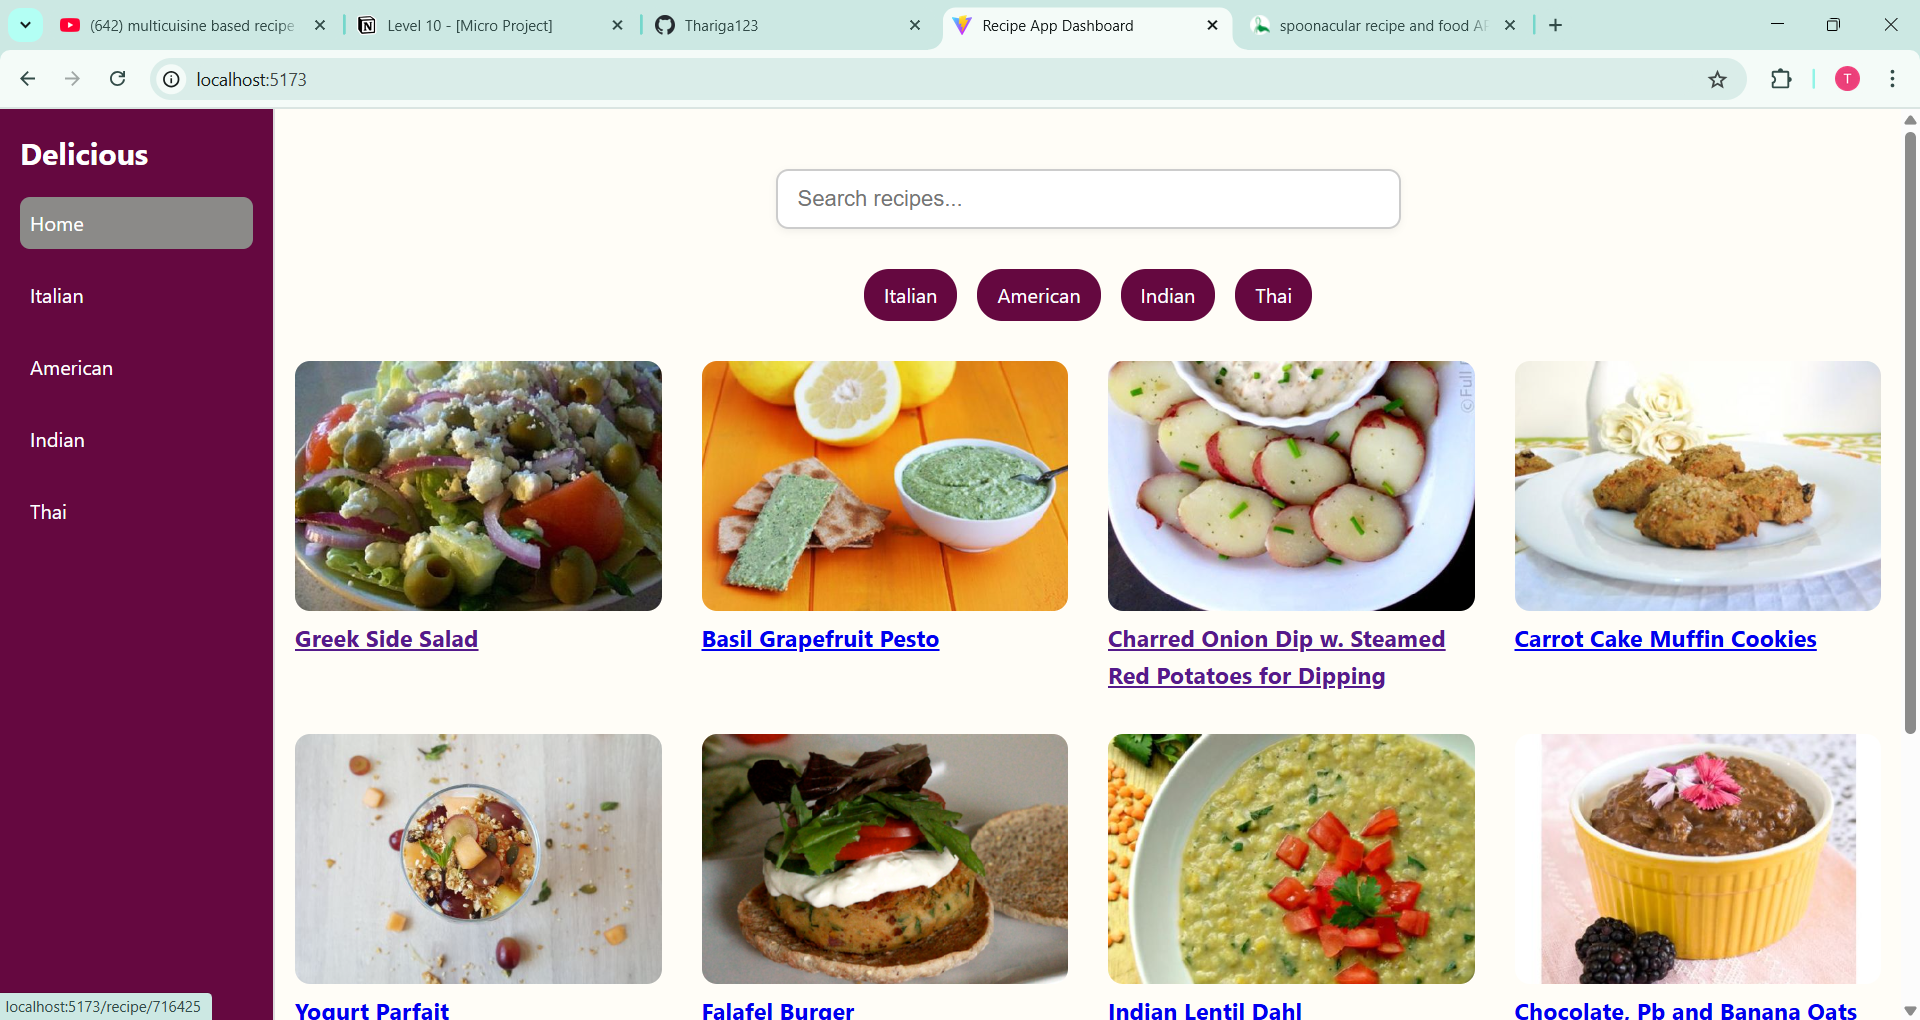 (642) multicuisine based recipe
Level 10 - [Micro Project]
Thariga123
Recipe App Dashboard
spoonacular recipe and food AP
localhost:5173
T
Delicious
Home
Italian
American
Indian
Thai
Search recipes...
Italian
American
Indian
Thai
©Full
Greek Side Salad
Basil Grapefruit Pesto
Charred Onion Dip w. Steamed
Red Potatoes for Dipping
Carrot Cake Muffin Cookies
Yogurt Parfait
Falafel Burger
Indian Lentil Dahl
Chocolate, Pb and Banana Oats
localhost:5173/recipe/716425